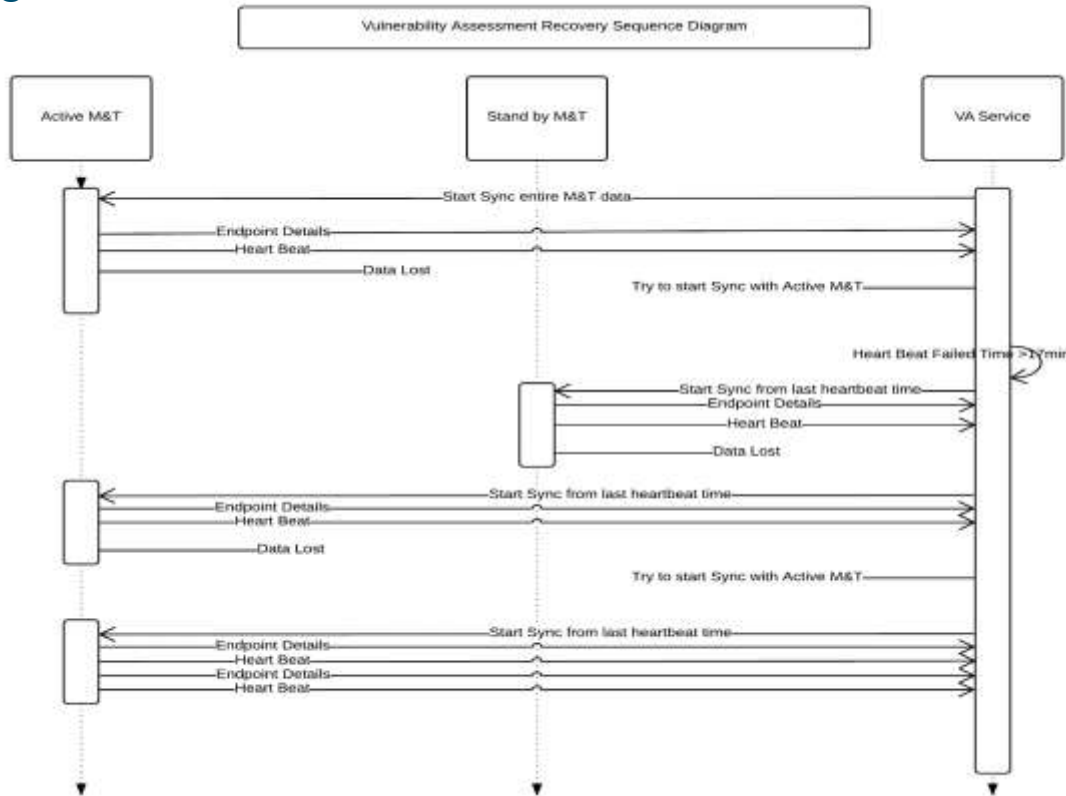 Vulnerability Assessment Recovery Sequence Diagram
Active M&T
Stand by M&T
VA Service
Start Sync entire M&T data
Endpoint Details
Heart Beat
Data Lost
Try to start Sync with Active M&T
Heart Beat Failed Time >17min
Start Sync from last heartbeat time
Endpoint Details
Heart Beat
Data Lost
Start Sync from last heartbeat time
Endpoint Details
Heart Beat
Data Lost
Try to start Sync with Active M&T
Start Sync from last heartbeat time
Endpoint Details
Heart Beat
Endpoint Details
Heart Beat